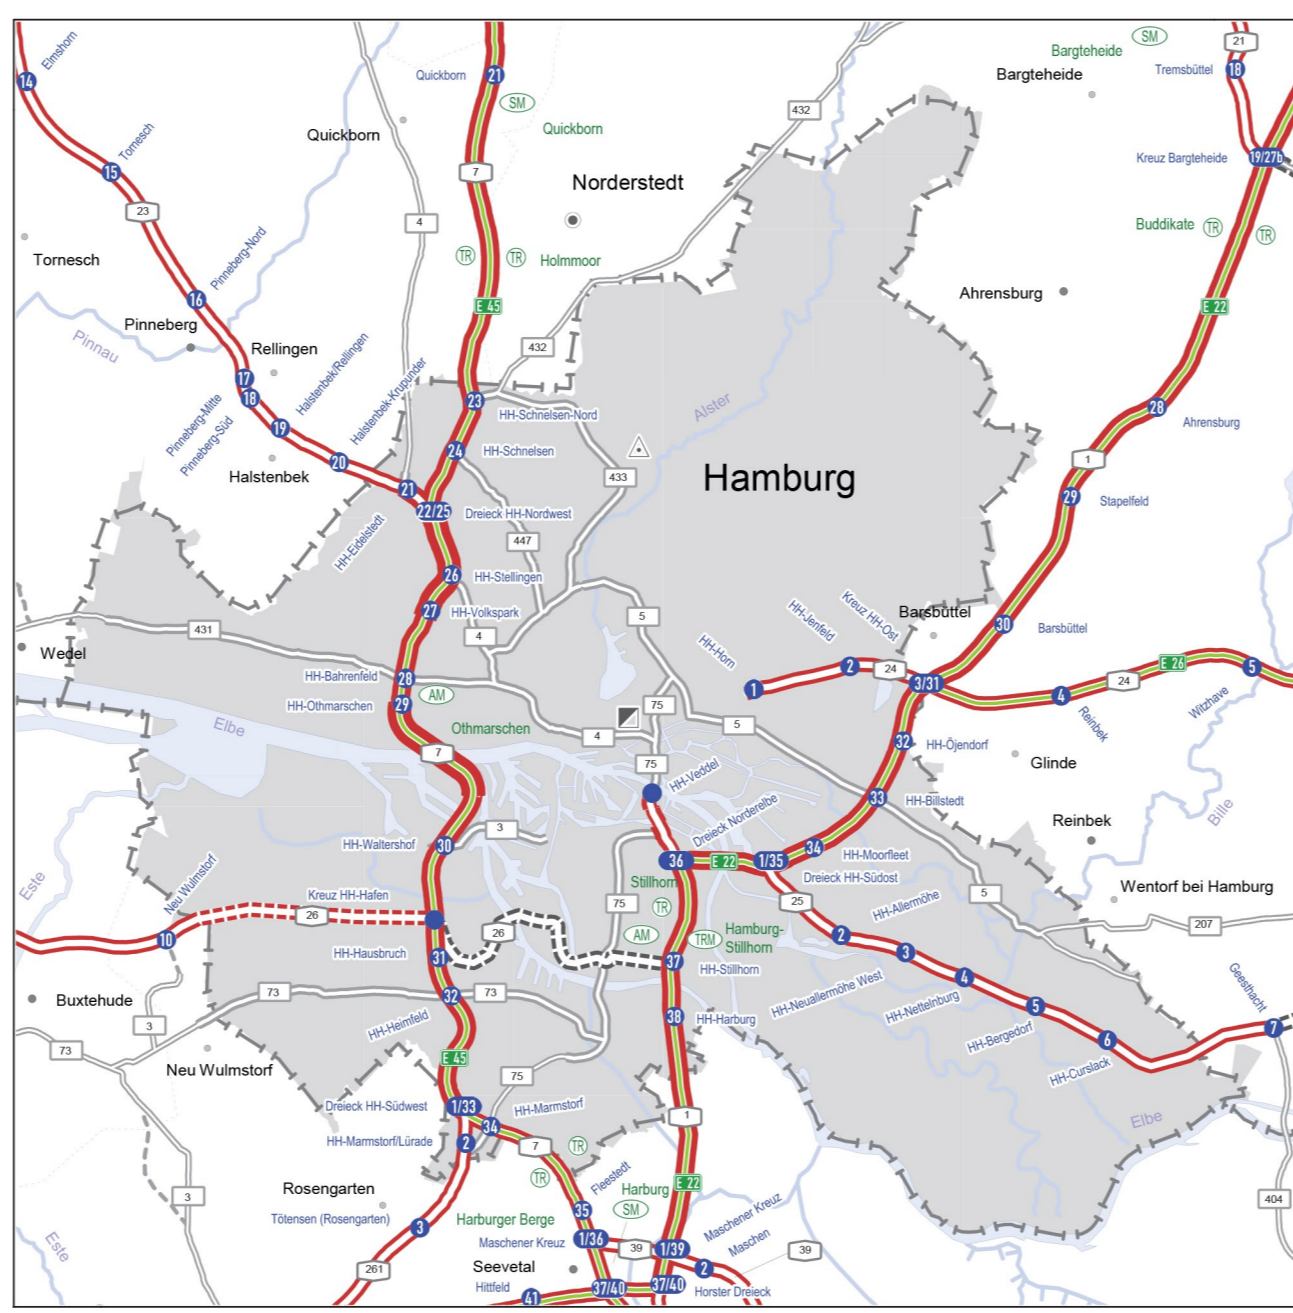 Elmshorn
14
Tornesch
15
23
Tornesch
16
Pinneberg-Nord
Pinneberg
Pinnau
Rellingen
17
18
Pinneberg-Mitte
Pinneberg-Süd
19
Halstenbek/Rellingen
Halstenbek
20
Halstenbek-Krupunder
21
HH-Eidelstedt
22/25
Dreieck HH-Nordwest
Quickborn
21
SM
Quickborn
Quickborn
7
4
Norderstedt
TR
TR
Holmmoor
E 45
432
432
23
HH-Schnelsen-Nord
24
HH-Schnelsen
433
447
Alster
Hamburg
26
HH-Stellingen
27
HH-Volkspark
4
5
SM
Bargteheide
Bargteheide
21
18
Tremsbüttel
19/27b
Kreuz Bargteheide
Buddikate
TR
TR
E 22
Ahrensburg
28
Ahrensburg
1
29
Stapelfeld
30
Barsbüttel
Barsbüttel
431
Wedel
HH-Bahrenfeld
28
AM
HH-Othmarschen
29
Othmarschen
Elbe
7
4
75
75
5
HH-Horn
1
HH-Jenfeld
2
Kreuz HH-Ost
24
3/31
4
Reinbek
24
E 26
5
Witzhave
32
HH-Öjendorf
Glinde
33
HH-Billstedt
Reinbek
Bille
HH-Veddel
Dreieck Norderelbe
36
E 22
1/35
34
HH-Moorfleet
Dreieck HH-Südost
3
HH-Waltershof
30
Este
Neu Wulmstorf
10
26
Kreuz HH-Hafen
26
75
Stillhorn
TR
AM
TRM
Hamburg-
Stillhorn
25
2
HH-Allermöhe
3
HH-Neuallermöhe West
4
HH-Nettelnburg
5
HH-Bergedorf
6
HH-Curslack
7
Geesthacht
5
Wentorf bei Hamburg
207
HH-Hausbruch
31
37
HH-Stillhorn
Buxtehude
73
73
32
HH-Heimfeld
38
HH-Harburg
3
73
Neu Wulmstorf
E 45
75
Dreieck HH-Südwest
1/33
HH-Marmstorf
34
HH-Marmstorf/Lürade
2
7
TR
TR
1
E 22
Elbe
404
Rosengarten
3
Tötensen (Rosengarten)
3
Harburger Berge
Fleestedt
35
Harburg
SM
Maschener Kreuz
1/36
39
1/39
Maschener Kreuz
Maschen
2
39
Seevetal
261
Este
Hittfeld
41
37/40
37/40
Horster Dreieck